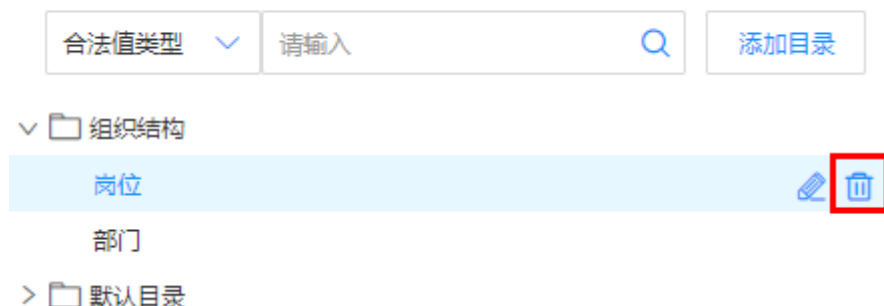 合法值类型 请输入 添加目录
组织结构
岗位
部门
默认目录